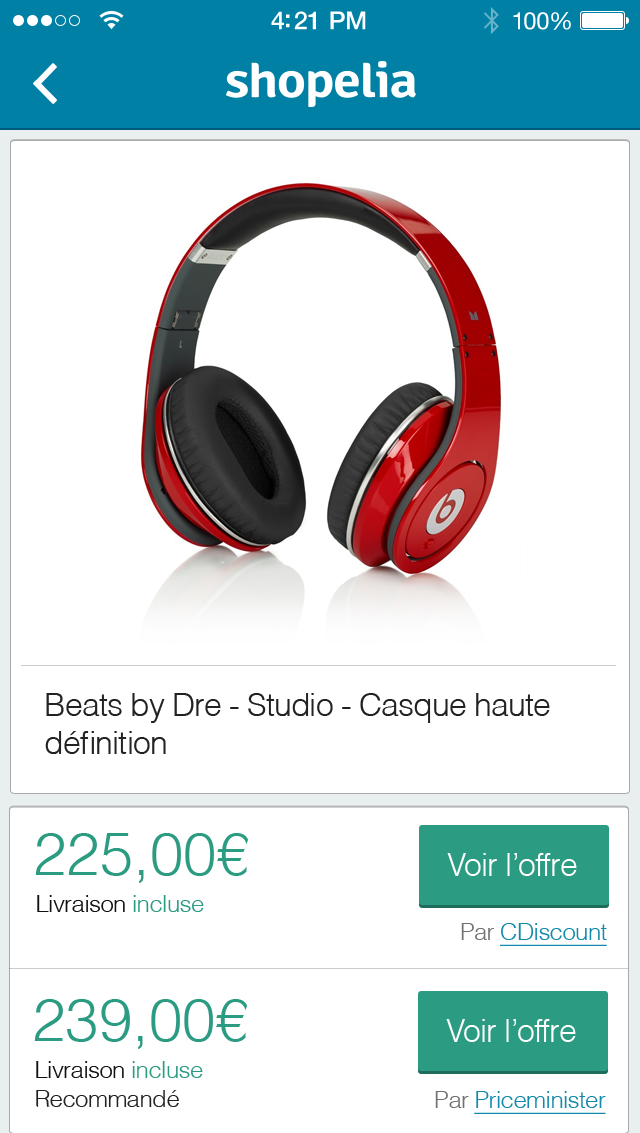 4:21 PM
100%
shopelia
Beats by Dre - Studio - Casque haute
définition
225,00€
Livraison incluse
Voir l'offre
Par CDiscount
239,00€
Livraison incluse
Recommandé
Voir l'offre
Par Priceminister